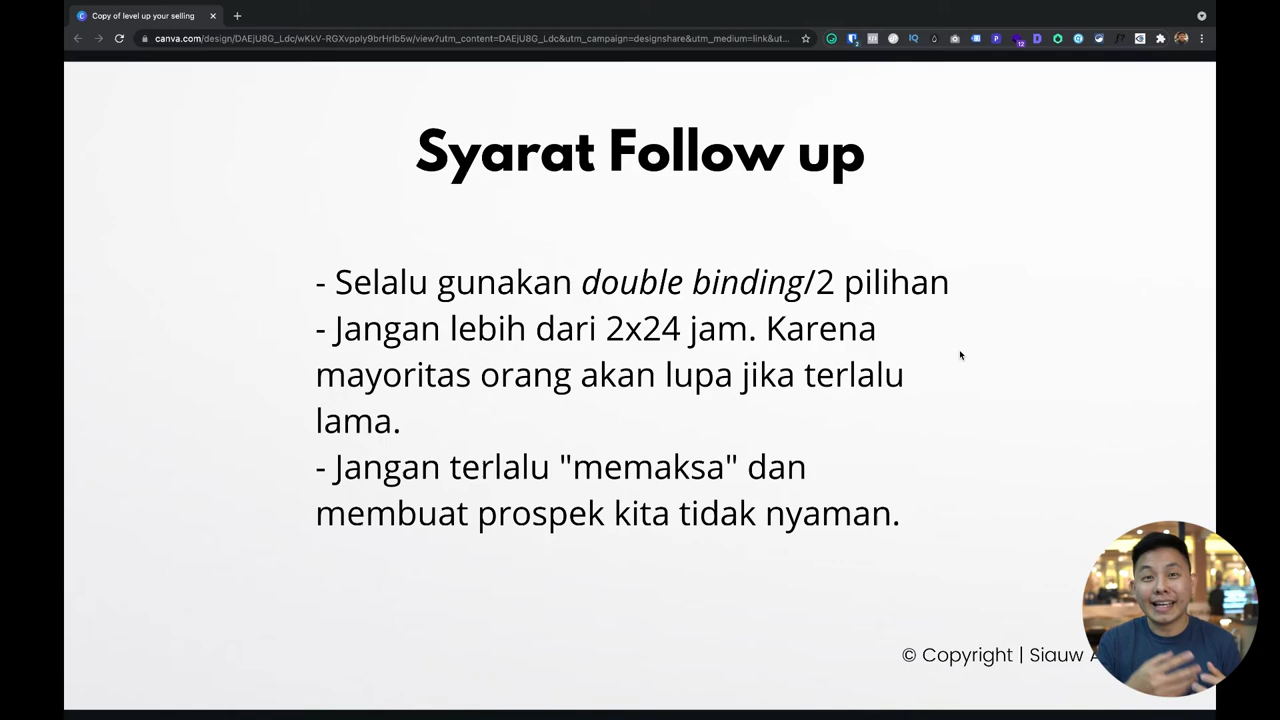 Copy of level up your selling
canva.com/design/DAEjU8G_Ldc/wKkV-RGXvppIy9brHrIb5w/view?utm_content=DAEjU8G_Ldc&utm_campaign=designshare&utm_medium=link&ut...
Syarat Follow up
- Selalu gunakan double binding/2 pilihan
- Jangan lebih dari 2x24 jam. Karena
mayoritas orang akan lupa jika terlalu
lama.
- Jangan terlalu "memaksa" dan
membuat prospek kita tidak nyaman.
© Copyright | Siauw